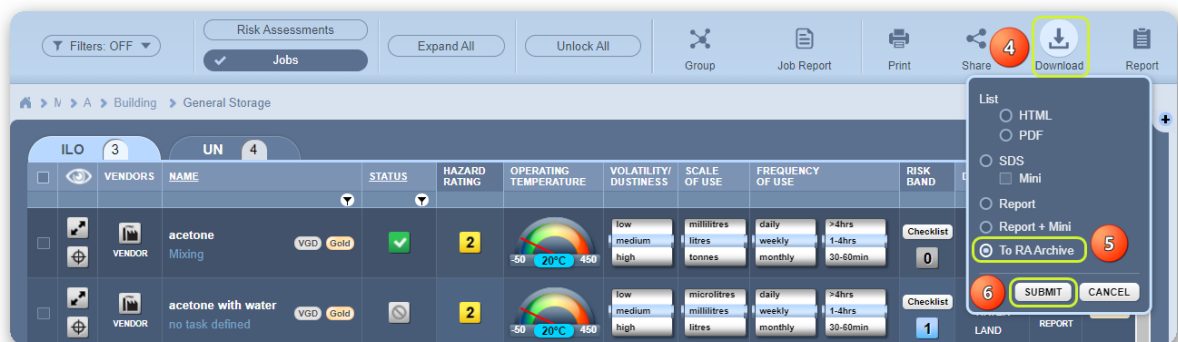 Filters: OFF
Risk Assessments
Jobs
Expand All
Unlock All
Group
Job Report
Print
Share
4
Download
Report
M > A > Building > General Storage
List
HTML
PDF
SDS
Mini
Report
Report + Mini
To RA Archive
5
6
SUBMIT
CANCEL
ILO 3
UN 4
VENDORS
NAME
STATUS
HAZARD RATING
OPERATING TEMPERATURE
VOLATILITY/ DUSTINESS
SCALE OF USE
FREQUENCY OF USE
RISK BAND
VENDOR
acetone
Mixing
VGD
Gold
2
-50 20°C 450
low
medium
high
millilitres
litres
tonnes
daily
weekly
monthly
>4hrs
1-4hrs
30-60min
Checklist
0
VENDOR
acetone with water
no task defined
VGD
Gold
2
-50 20°C 450
low
medium
high
microlitres
millilitres
litres
daily
weekly
monthly
>4hrs
1-4hrs
30-60min
Checklist
1
LAND
REPORT